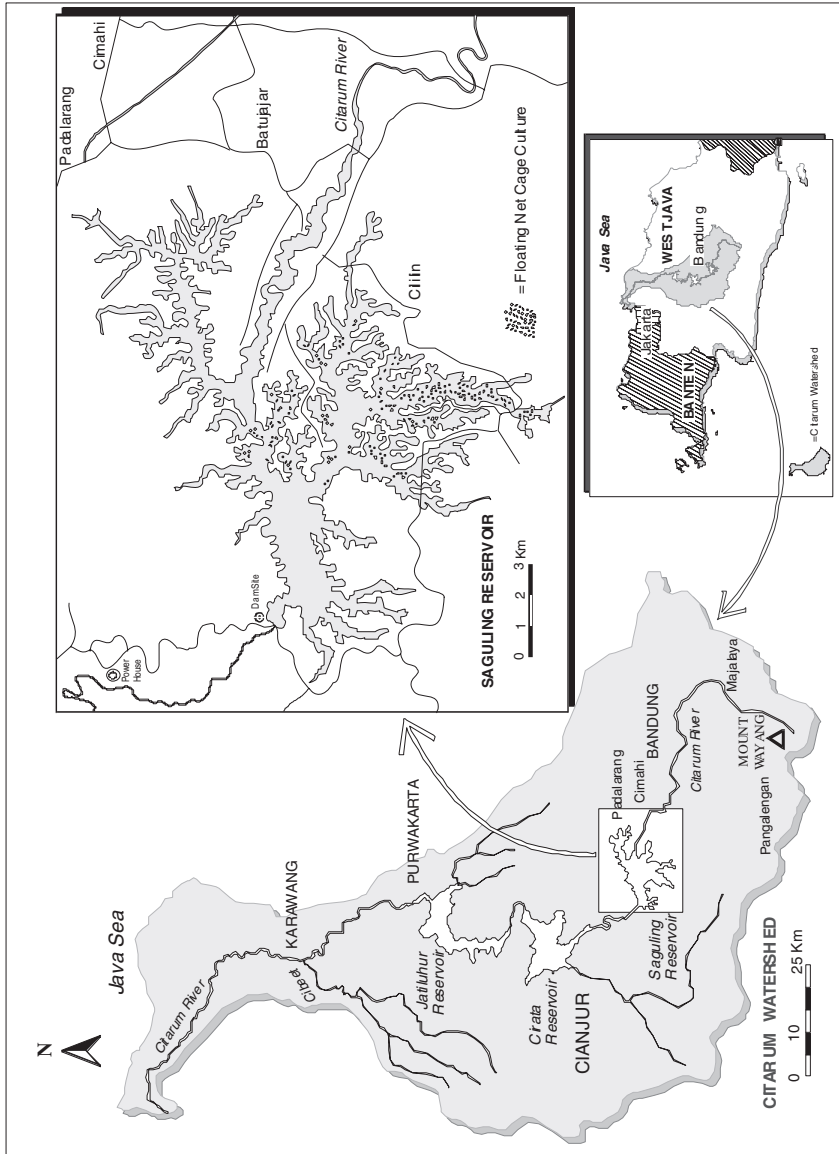 N
Java Sea
Citarum River
KARAWANG
Cibeet
PURWAKARTA
Jatiluhur
Reservoir
Cirata
Reservoir
CIANJUR
Saguling
Reservoir
Padalarang
Cimahi
BANDUNG
Citarum River
Majalaya
MOUNT
WAYANG
Pangalengan
CITARUM WATERSHED
0 10 25 Km
Power
House
Dam Site
SAGULING RESERVOIR
0 1 2 3 Km
Padalarang
Cimahi
Batujajar
Citarum River
Cililin
= Floating Net Cage Culture
Java Sea
Jakarta
BANTEN
WEST JAVA
Bandung
=Citarum Watershed